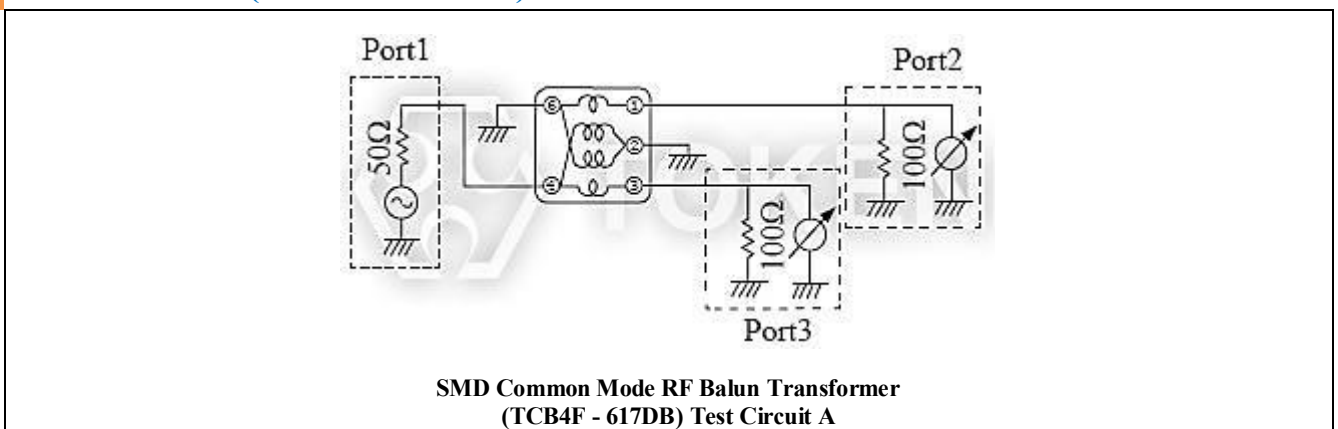 Port1
Port2
50Ω
⑥
①
②
④
③
100Ω
100Ω
TOKEN
Port3
SMD Common Mode RF Balun Transformer
(TCB4F - 617DB) Test Circuit A